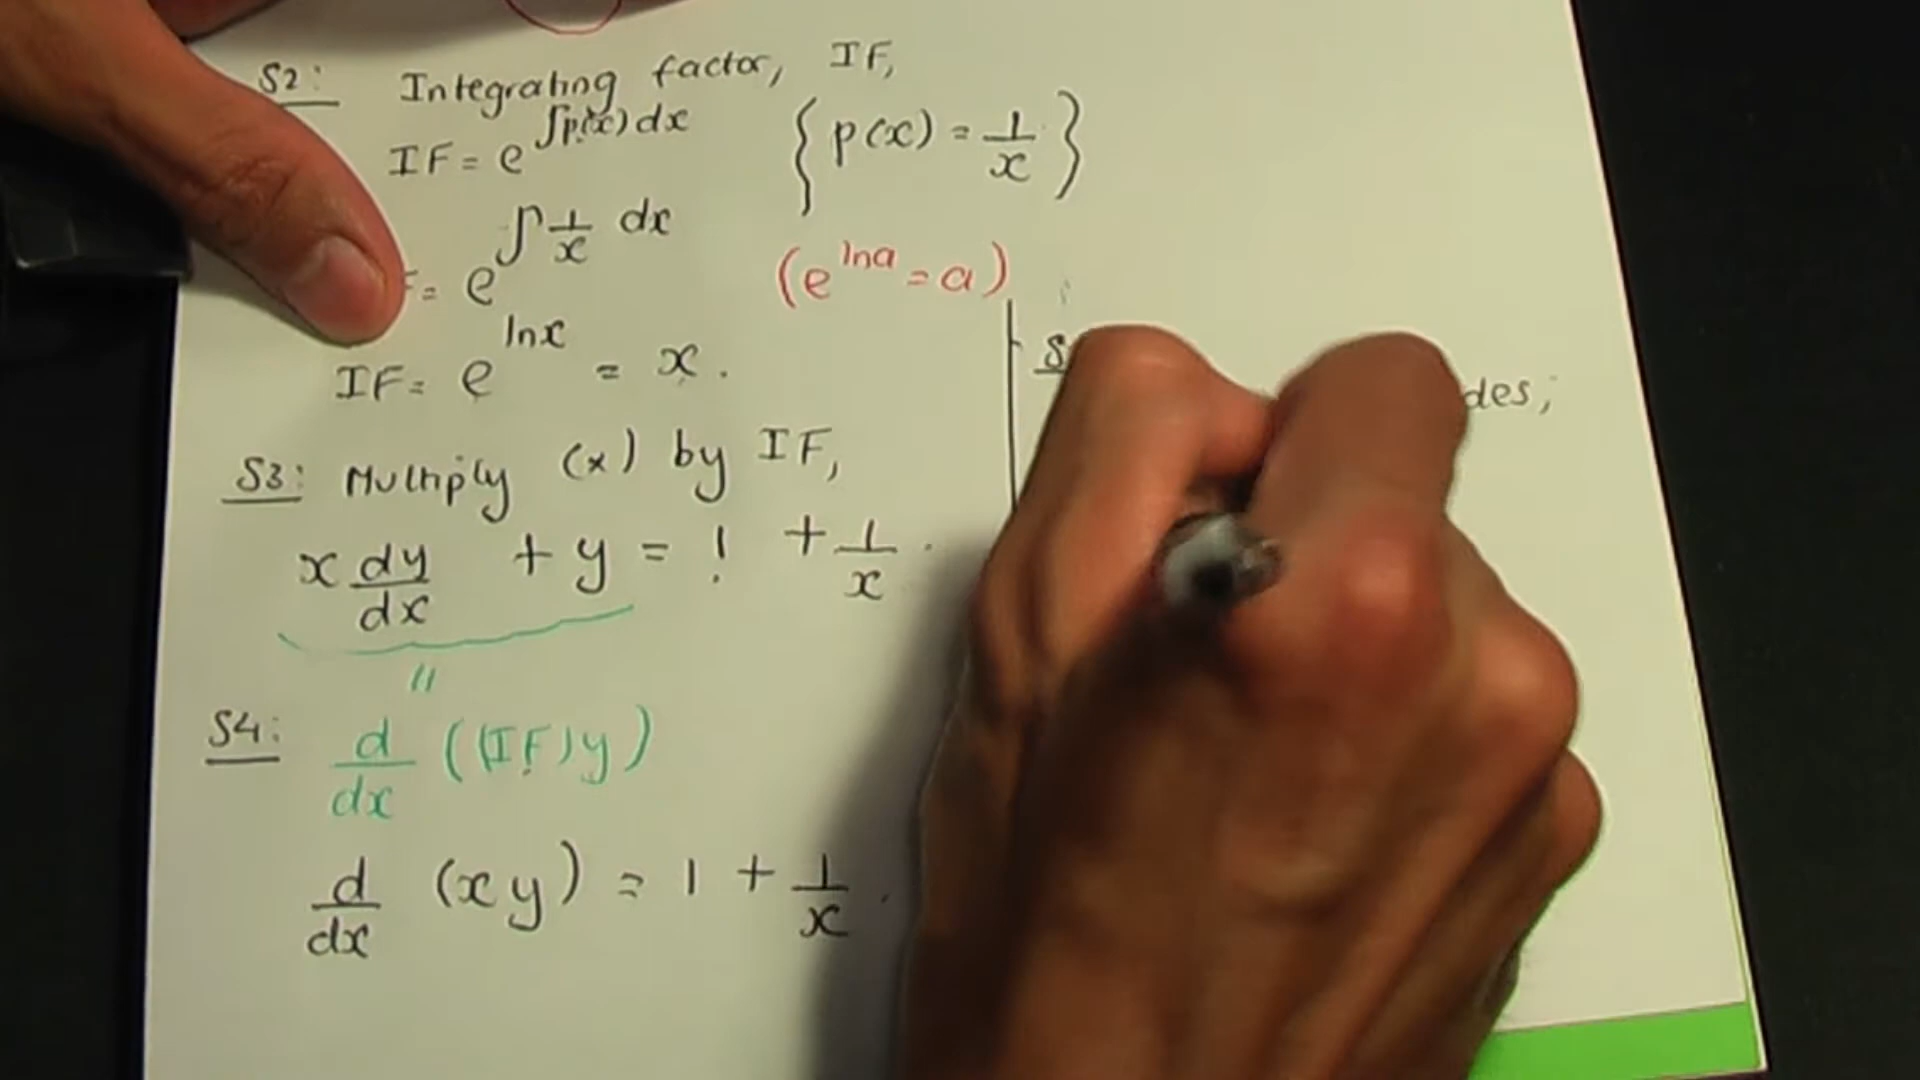 S2: Integrating factor, IF,
IF = e^∫p(x)dx {p(x) = 1/x}
= e^∫1/x dx (e^lna = a)
IF = e^lnx = x.
S3: Multiply (x) by IF,
x dy/dx + y = 1 + 1/x.
"
S4: d/dx ((IF)y)
d/dx (xy) = 1 + 1/x.
des;